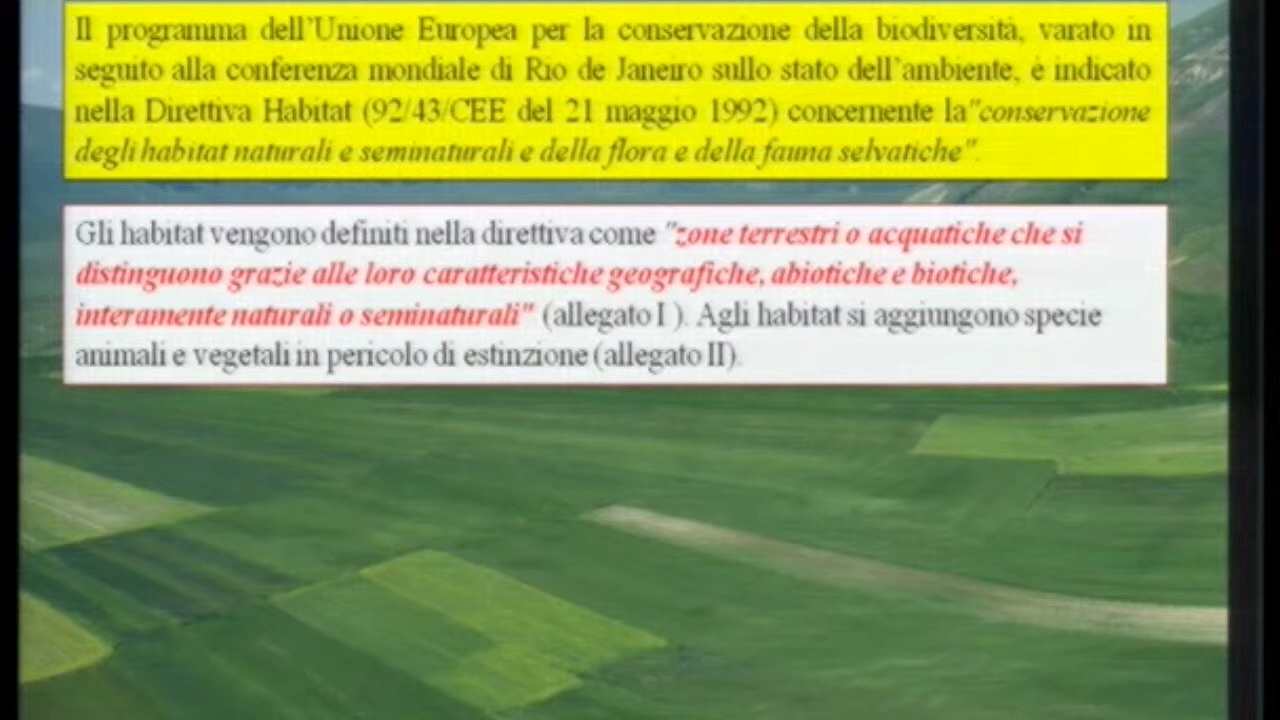 Il programma dell'Unione Europea per la conservazione della biodiversità, varato in
seguito alla conferenza mondiale di Rio de Janeiro sullo stato dell'ambiente, è indicato
nella Direttiva Habitat (92/43/CEE del 21 maggio 1992) concernente la"conservazione
degli habitat naturali e seminaturali e della flora e della fauna selvatiche".
Gli habitat vengono definiti nella direttiva come "zone terrestri o acquatiche che si
distinguono grazie alle loro caratteristiche geografiche, abiotiche e biotiche,
interamente naturali o seminaturali" (allegato I ). Agli habitat si aggiungono specie
animali e vegetali in pericolo di estinzione (allegato II).